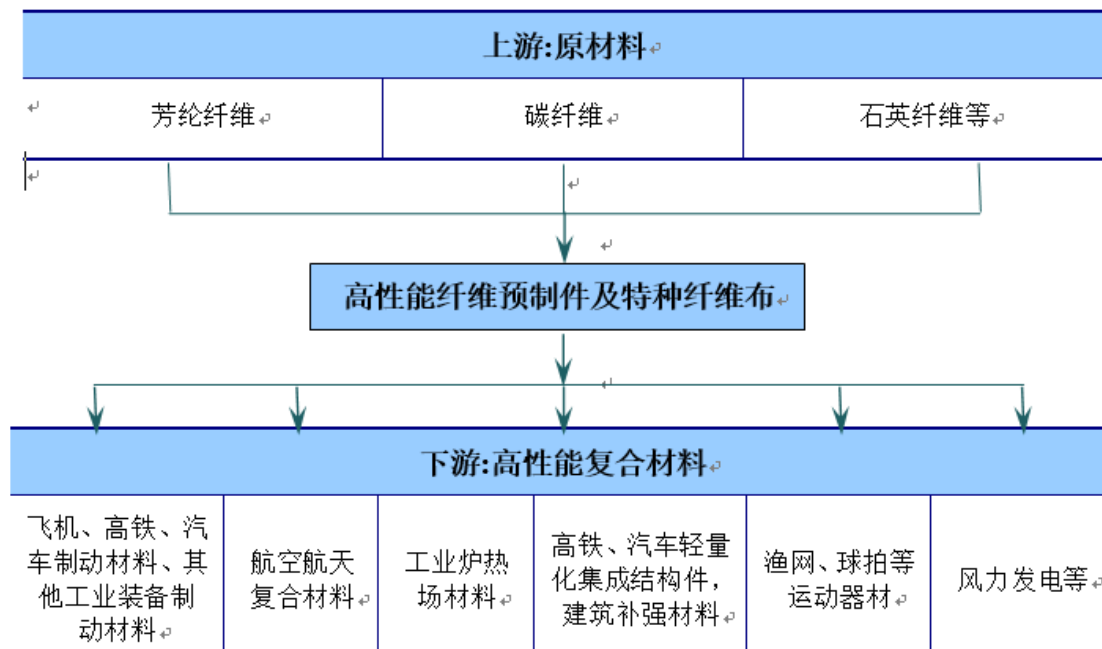 上游:原材料
芳纶纤维
碳纤维
石英纤维等
高性能纤维预制件及特种纤维布
下游:高性能复合材料
飞机、高铁、汽
车制动材料、其
他工业装备制
动材料
航空航天
复合材料
工业炉热
场材料
高铁、汽车轻量
化集成结构件，
建筑补强材料
渔网、球拍等
运动器材
风力发电等